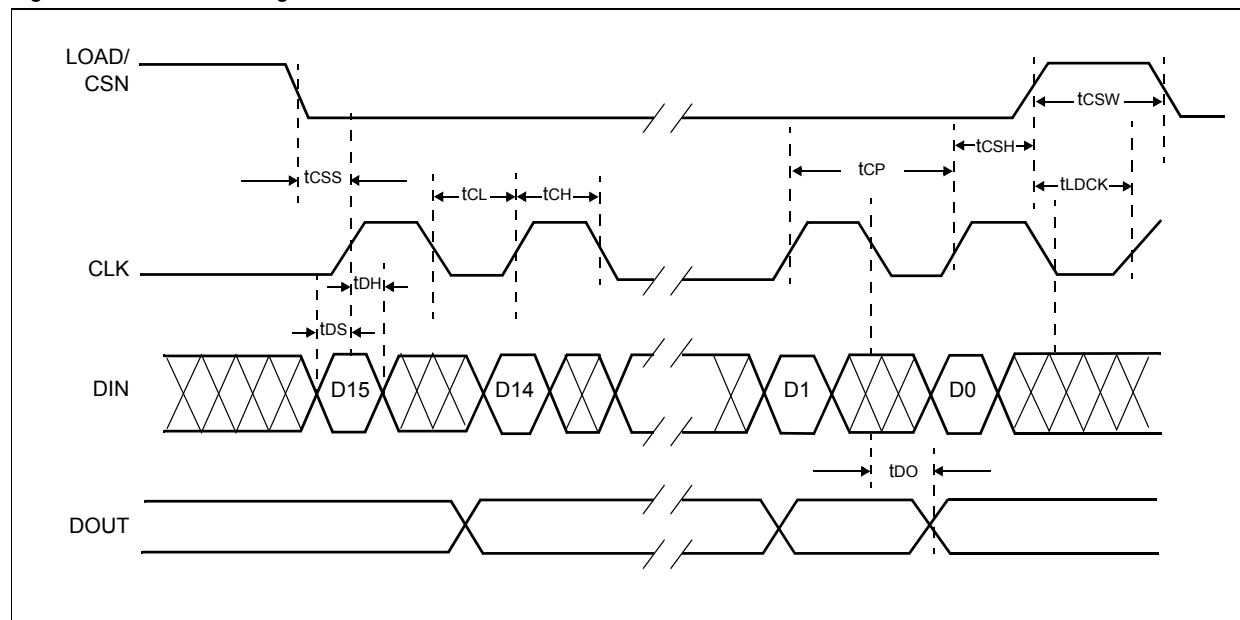 LOAD/
CSN
tCSW
tCSH
tCP
tLDCK
tCSS
tCL
tCH
CLK
tDH
tDS
DIN
D15
D14
D1
D0
tDO
DOUT